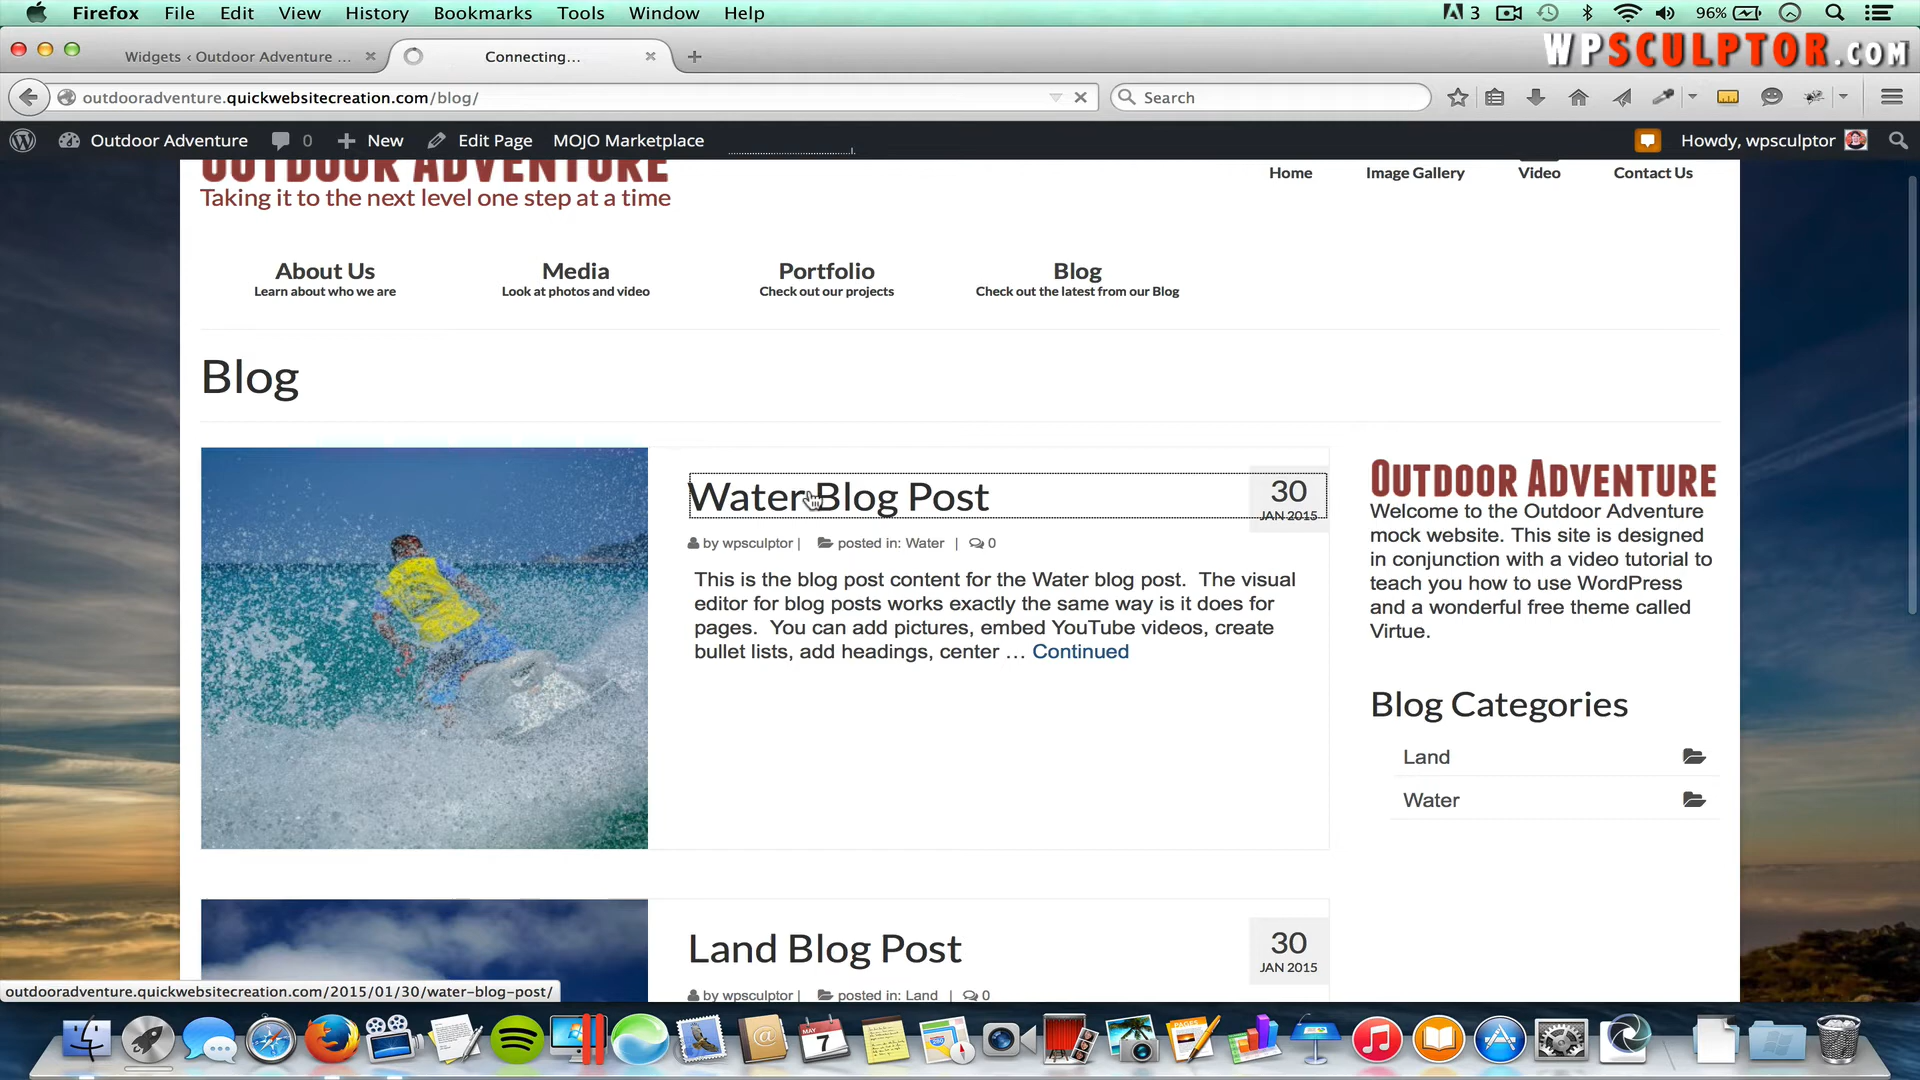 Firefox File Edit View History Bookmarks Tools Window Help 3 96%
Widgets ‹ Outdoor Adventure ... Connecting...
WPSCULPTOR.COM
outdooradventure.quickwebsitecreation.com/blog/ Search
Outdoor Adventure 0 New Edit Page MOJO Marketplace Howdy, wpsculptor
OUTDOOR ADVENTURE
Taking it to the next level one step at a time
Home Image Gallery Video Contact Us
About Us Media Portfolio Blog
Learn about who we are Look at photos and video Check out our projects Check out the latest from our Blog
Blog
Water Blog Post
30
JAN 2015
by wpsculptor | posted in: Water | 0
This is the blog post content for the Water blog post. The visual
editor for blog posts works exactly the same way is it does for
pages. You can add pictures, embed YouTube videos, create
bullet lists, add headings, center … Continued
OUTDOOR ADVENTURE
Welcome to the Outdoor Adventure
mock website. This site is designed
in conjunction with a video tutorial to
teach you how to use WordPress
and a wonderful free theme called
Virtue.
Blog Categories
Land
Water
Land Blog Post
30
JAN 2015
by wpsculptor | posted in: Land | 0
outdooradventure.quickwebsitecreation.com/2015/01/30/water-blog-post/
MAY
7
PAGES
280